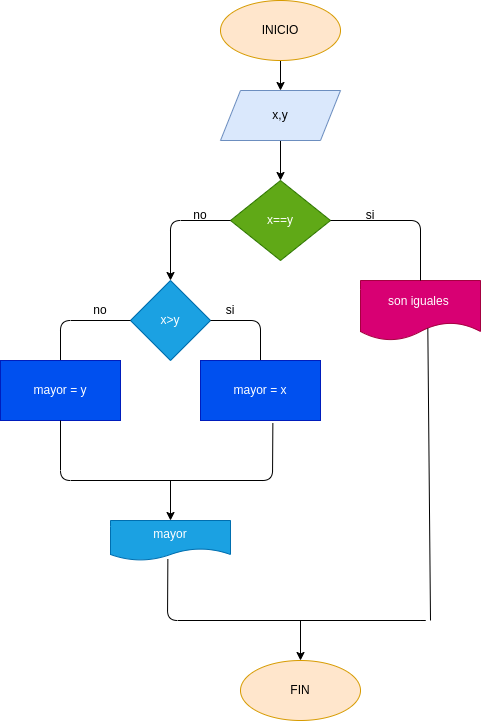 INICIO
x,y
no
x==y
si
son iguales
no
x>y
si
mayor = y
mayor = x
mayor
FIN